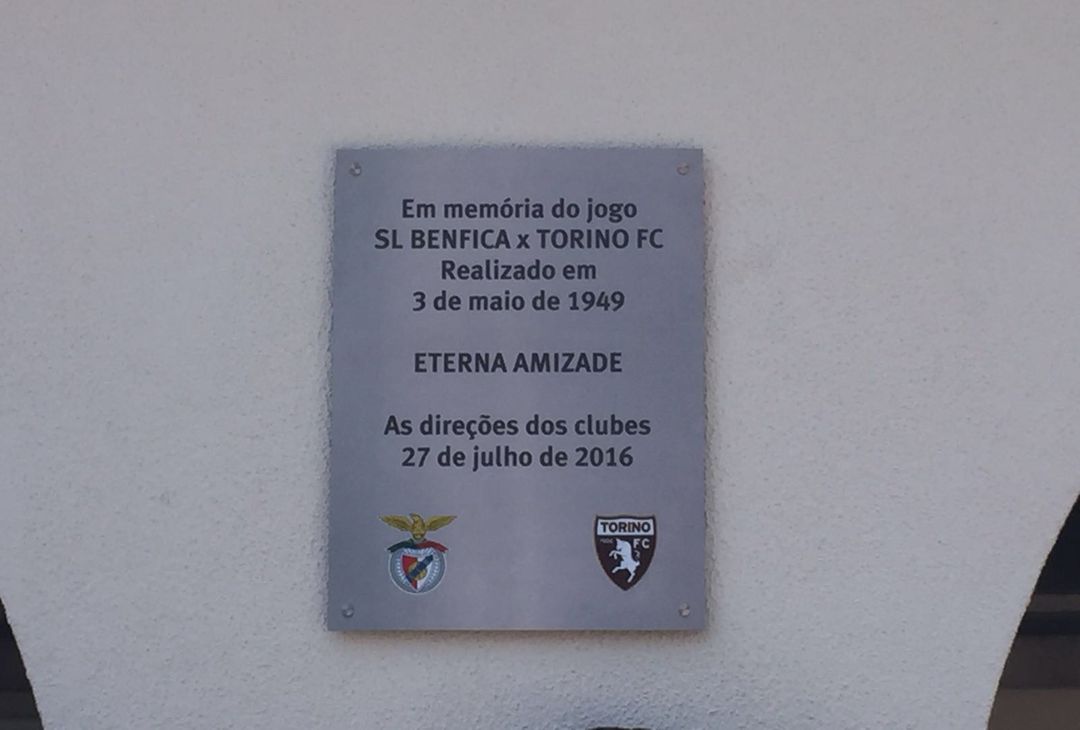 Em memória do jogo
SL BENFICA x TORINO FC
Realizado em
3 de maio de 1949
ETERNA AMIZADE
As direções dos clubes
27 de julho de 2016
TORINO
FC